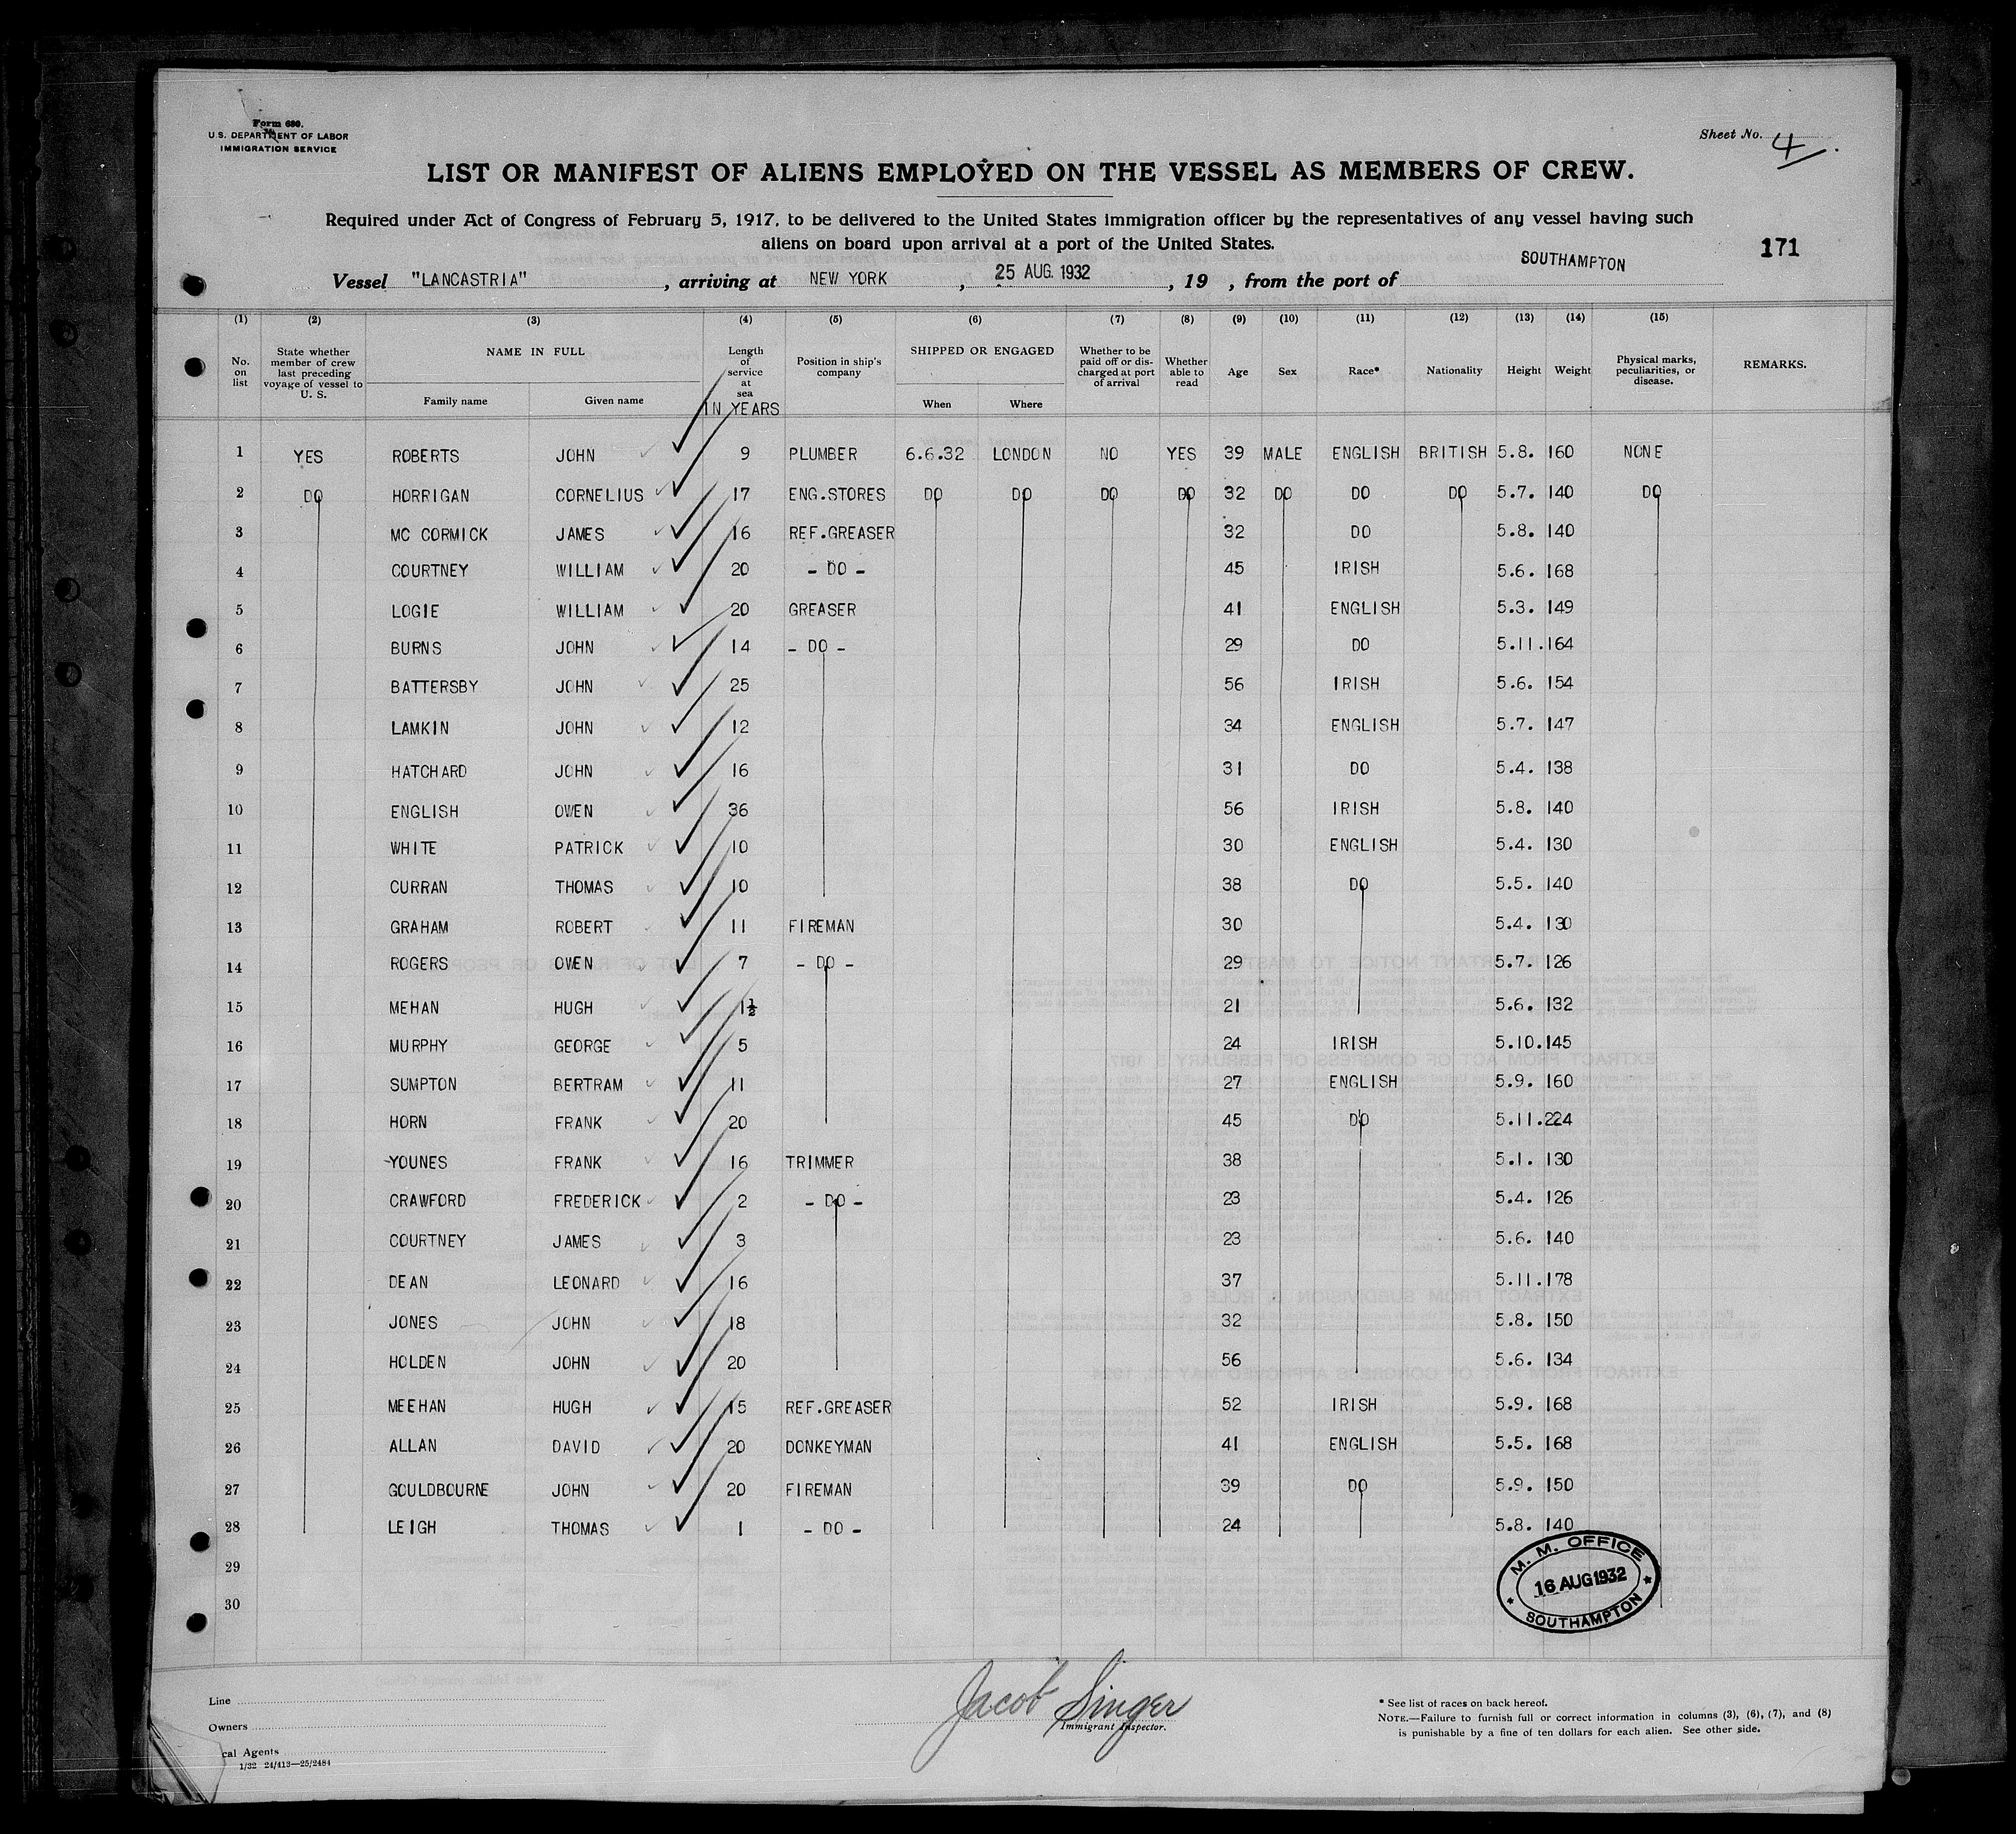 Form 680.
U.S. DEPARTMENT OF LABOR
IMMIGRATION SERVICE
Sheet No. 4
LIST OR MANIFEST OF ALIENS EMPLOYED ON THE VESSEL AS MEMBERS OF CREW.
Required under Act of Congress of February 5, 1917, to be delivered to the United States immigration officer by the representatives of any vessel having such
aliens on board upon arrival at a port of the United States.
171
Vessel "LANCASTRIA", arriving at NEW YORK, 25 AUG. 1932, 19 , from the port of SOUTHAMPTON
(1) (2) (3) (4) (5) (6) (7) (8) (9) (10) (11) (12) (13) (14) (15)
No. on list State whether member of crew last preceding voyage of vessel to U. S. NAME IN FULL Family name Given name Length of service at sea IN YEARS Position in ship's company SHIPPED OR ENGAGED When Where Whether to be paid off or discharged at port of arrival Whether able to read Age Sex Race* Nationality Height Weight Physical marks, peculiarities, or disease. REMARKS.
1 YES ROBERTS JOHN 9 PLUMBER 6.6.32 LONDON NO YES 39 MALE ENGLISH BRITISH 5.8. 160 NONE
2 DO HORRIGAN CORNELIUS 17 ENG.STORES DO DO DO DO 32 DO DO DO 5.7. 140 DO
3 MC CORMICK JAMES 16 REF.GREASER 32 DO 5.8. 140
4 COURTNEY WILLIAM 20 - DO - 45 IRISH 5.6. 168
5 LOGIE WILLIAM 20 GREASER 41 ENGLISH 5.3. 149
6 BURNS JOHN 14 - DO - 29 DO 5.11. 164
7 BATTERSBY JOHN 25 56 IRISH 5.6. 154
8 LAMKIN JOHN 12 34 ENGLISH 5.7. 147
9 HATCHARD JOHN 16 31 DO 5.4. 138
10 ENGLISH OWEN 36 56 IRISH 5.8. 140
11 WHITE PATRICK 10 30 ENGLISH 5.4. 130
12 CURRAN THOMAS 10 38 DO 5.5. 140
13 GRAHAM ROBERT 11 FIREMAN 30 5.4. 130
14 ROGERS OWEN 7 - DO - 29 5.7. 126
15 MEHAN HUGH 1½ 21 5.6. 132
16 MURPHY GEORGE 5 24 IRISH 5.10. 145
17 SUMPTON BERTRAM 11 27 ENGLISH 5.9. 160
18 HORN FRANK 20 45 DO 5.11. 224
19 YOUNES FRANK 16 TRIMMER 38 5.1. 130
20 CRAWFORD FREDERICK 2 - DO - 23 5.4. 126
21 COURTNEY JAMES 3 23 5.6. 140
22 DEAN LEONARD 16 37 5.11. 178
23 JONES JOHN 18 32 5.8. 150
24 HOLDEN JOHN 20 56 5.6. 134
25 MEEHAN HUGH 15 REF.GREASER 52 IRISH 5.9. 168
26 ALLAN DAVID 20 DONKEYMAN 41 ENGLISH 5.5. 168
27 GOULDBOURNE JOHN 20 FIREMAN 39 DO 5.9. 150
28 LEIGH THOMAS 1 - DO - 24 5.8. 140
29
30
M. M. OFFICE
16 AUG 1932
SOUTHAMPTON
Line
Owners
cal Agents
1/32 24/413—25/2484
Jacob Singer
Immigrant Inspector.
* See list of races on back hereof.
NOTE.—Failure to furnish full or correct information in columns (3), (6), (7), and (8)
is punishable by a fine of ten dollars for each alien. See other side.